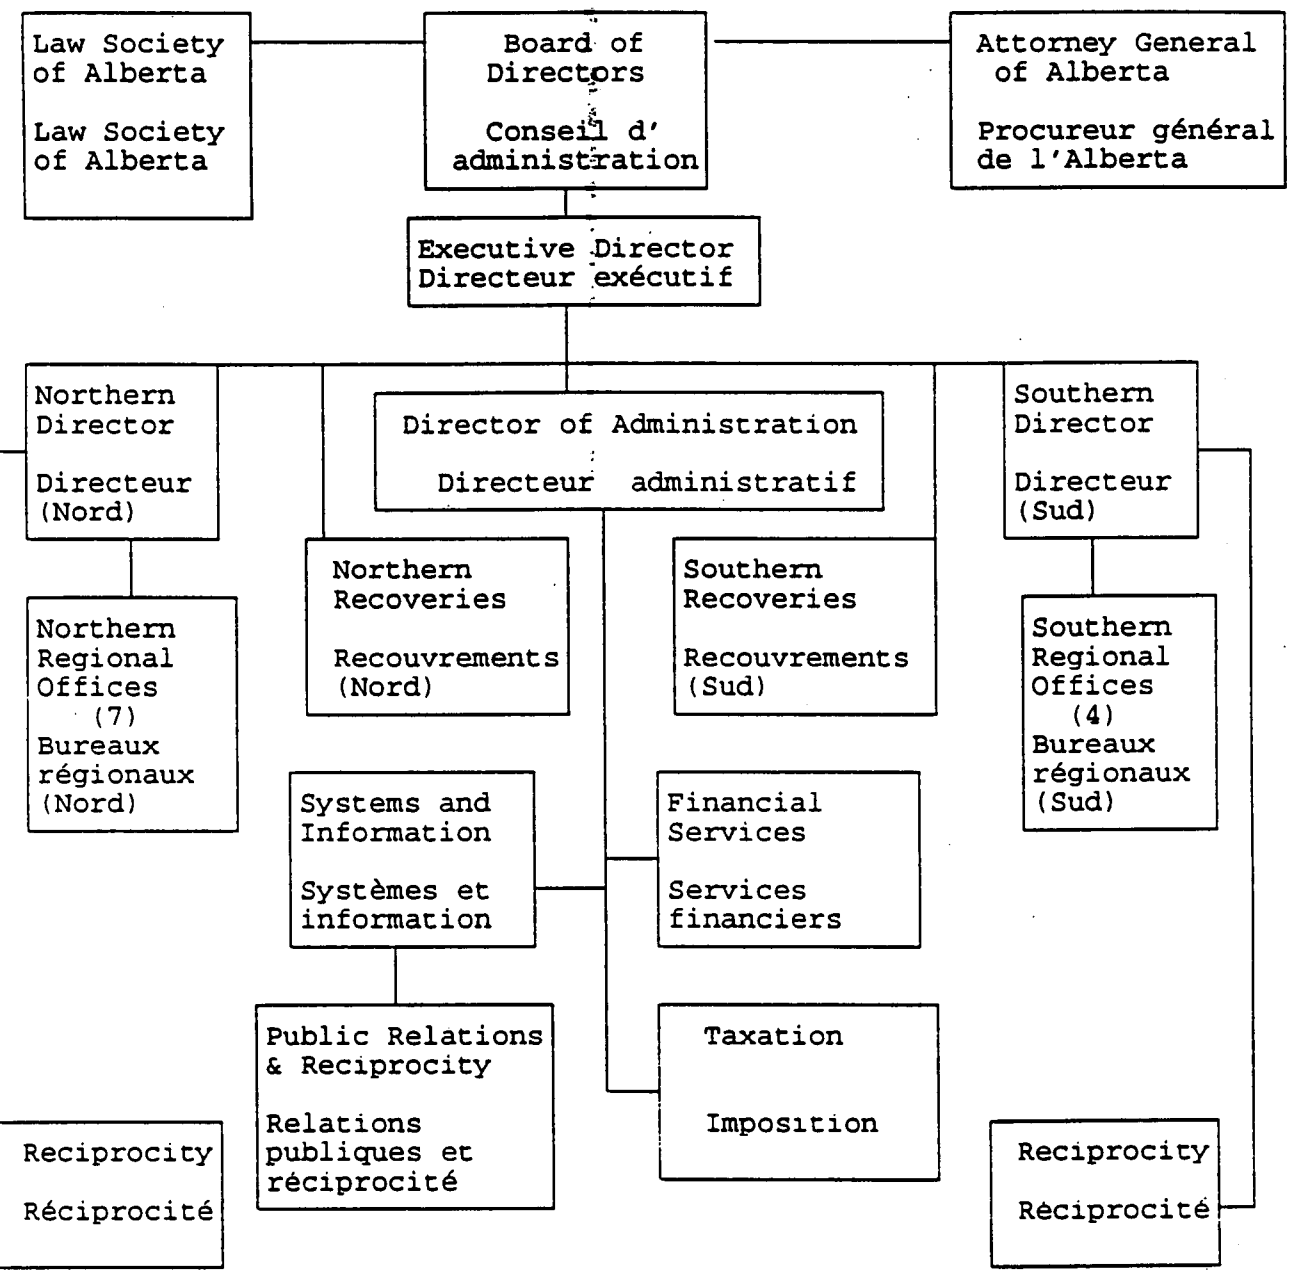 Law Society
of Alberta
Law Society
of Alberta
Board of
Directors
Conseil d'
administration
Attorney General
of Alberta
Procureur général
de l'Alberta
Executive Director
Directeur exécutif
Northern
Director
Directeur
(Nord)
Director of Administration
Directeur administratif
Southern
Director
Directeur
(Sud)
Northern
Recoveries
Recouvrements
(Nord)
Southern
Recoveries
Recouvrements
(Sud)
Northern
Regional
Offices
(7)
Bureaux
régionaux
(Nord)
Southern
Regional
Offices
(4)
Bureaux
régionaux
(Sud)
Systems and
Information
Systèmes et
information
Financial
Services
Services
financiers
Public Relations
& Reciprocity
Relations
publiques et
réciprocité
Taxation
Imposition
Reciprocity
Réciprocité
Reciprocity
Réciprocité